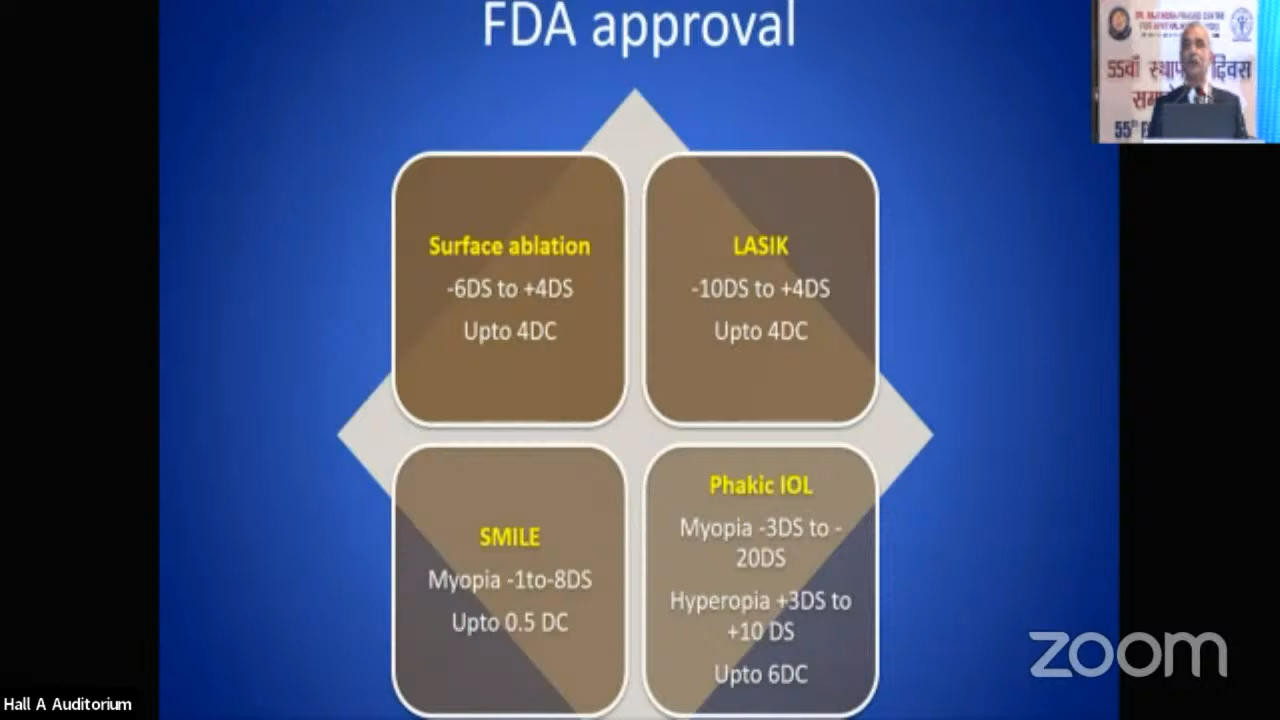 FDA approval
Surface ablation
-6DS to +4DS
Upto 4DC
LASIK
-10DS to +4DS
Upto 4DC
SMILE
Myopia -1to-8DS
Upto 0.5 DC
Phakic IOL
Myopia -3DS to -
20DS
Hyperopia +3DS to
+10 DS
Upto 6DC
55वाँ
55
zoom
Hall A Auditorium